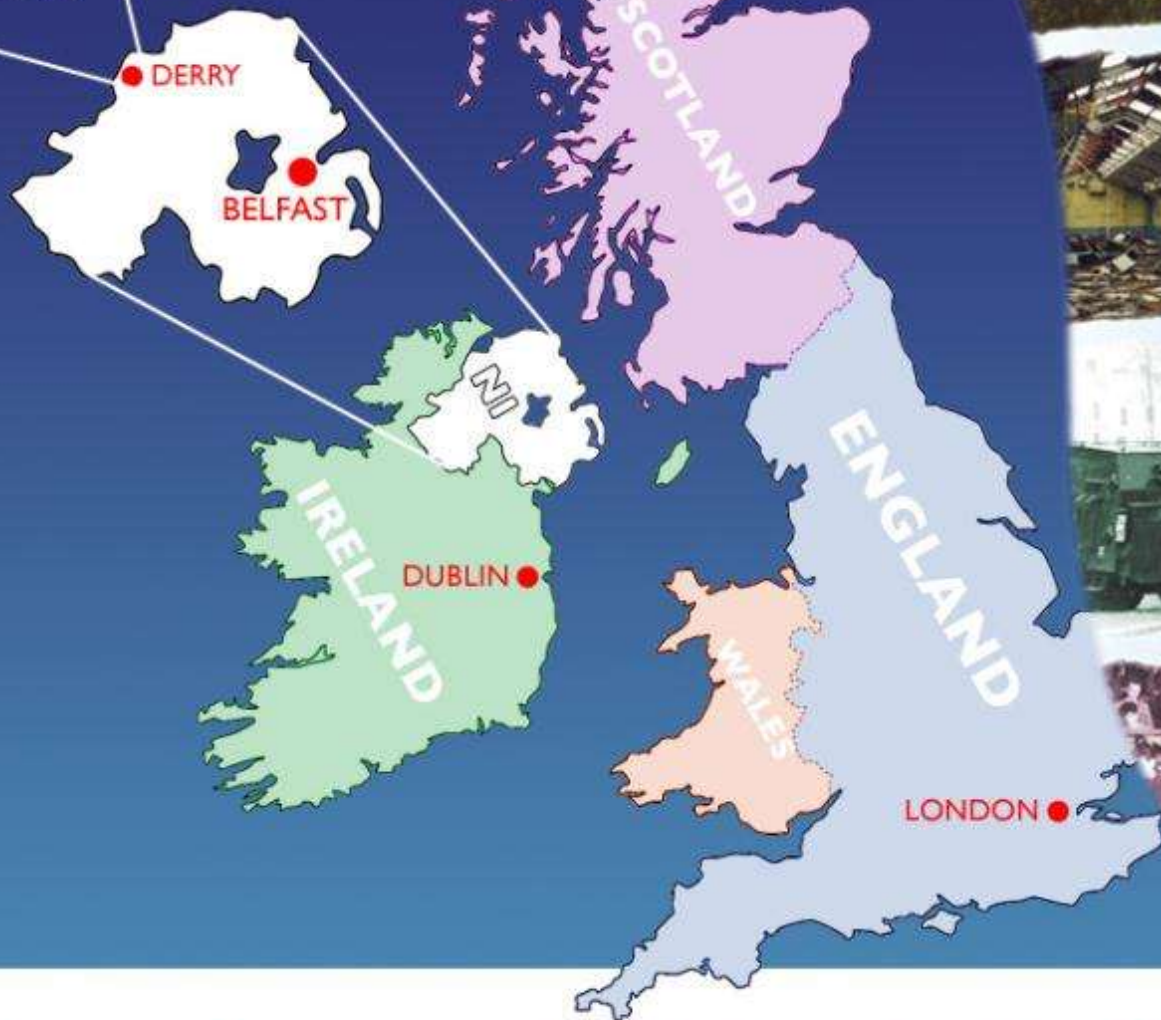 SCOTLAND
DERRY
BELFAST
NI
ENGLAND
IRELAND
DUBLIN
WALES
LONDON